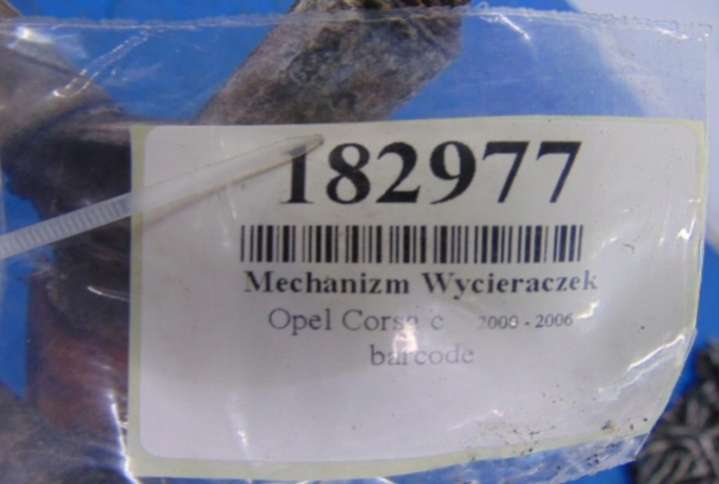 182977
Mechanizm Wycieraczek
Opel Corsa c 2000 - 2006
barcode